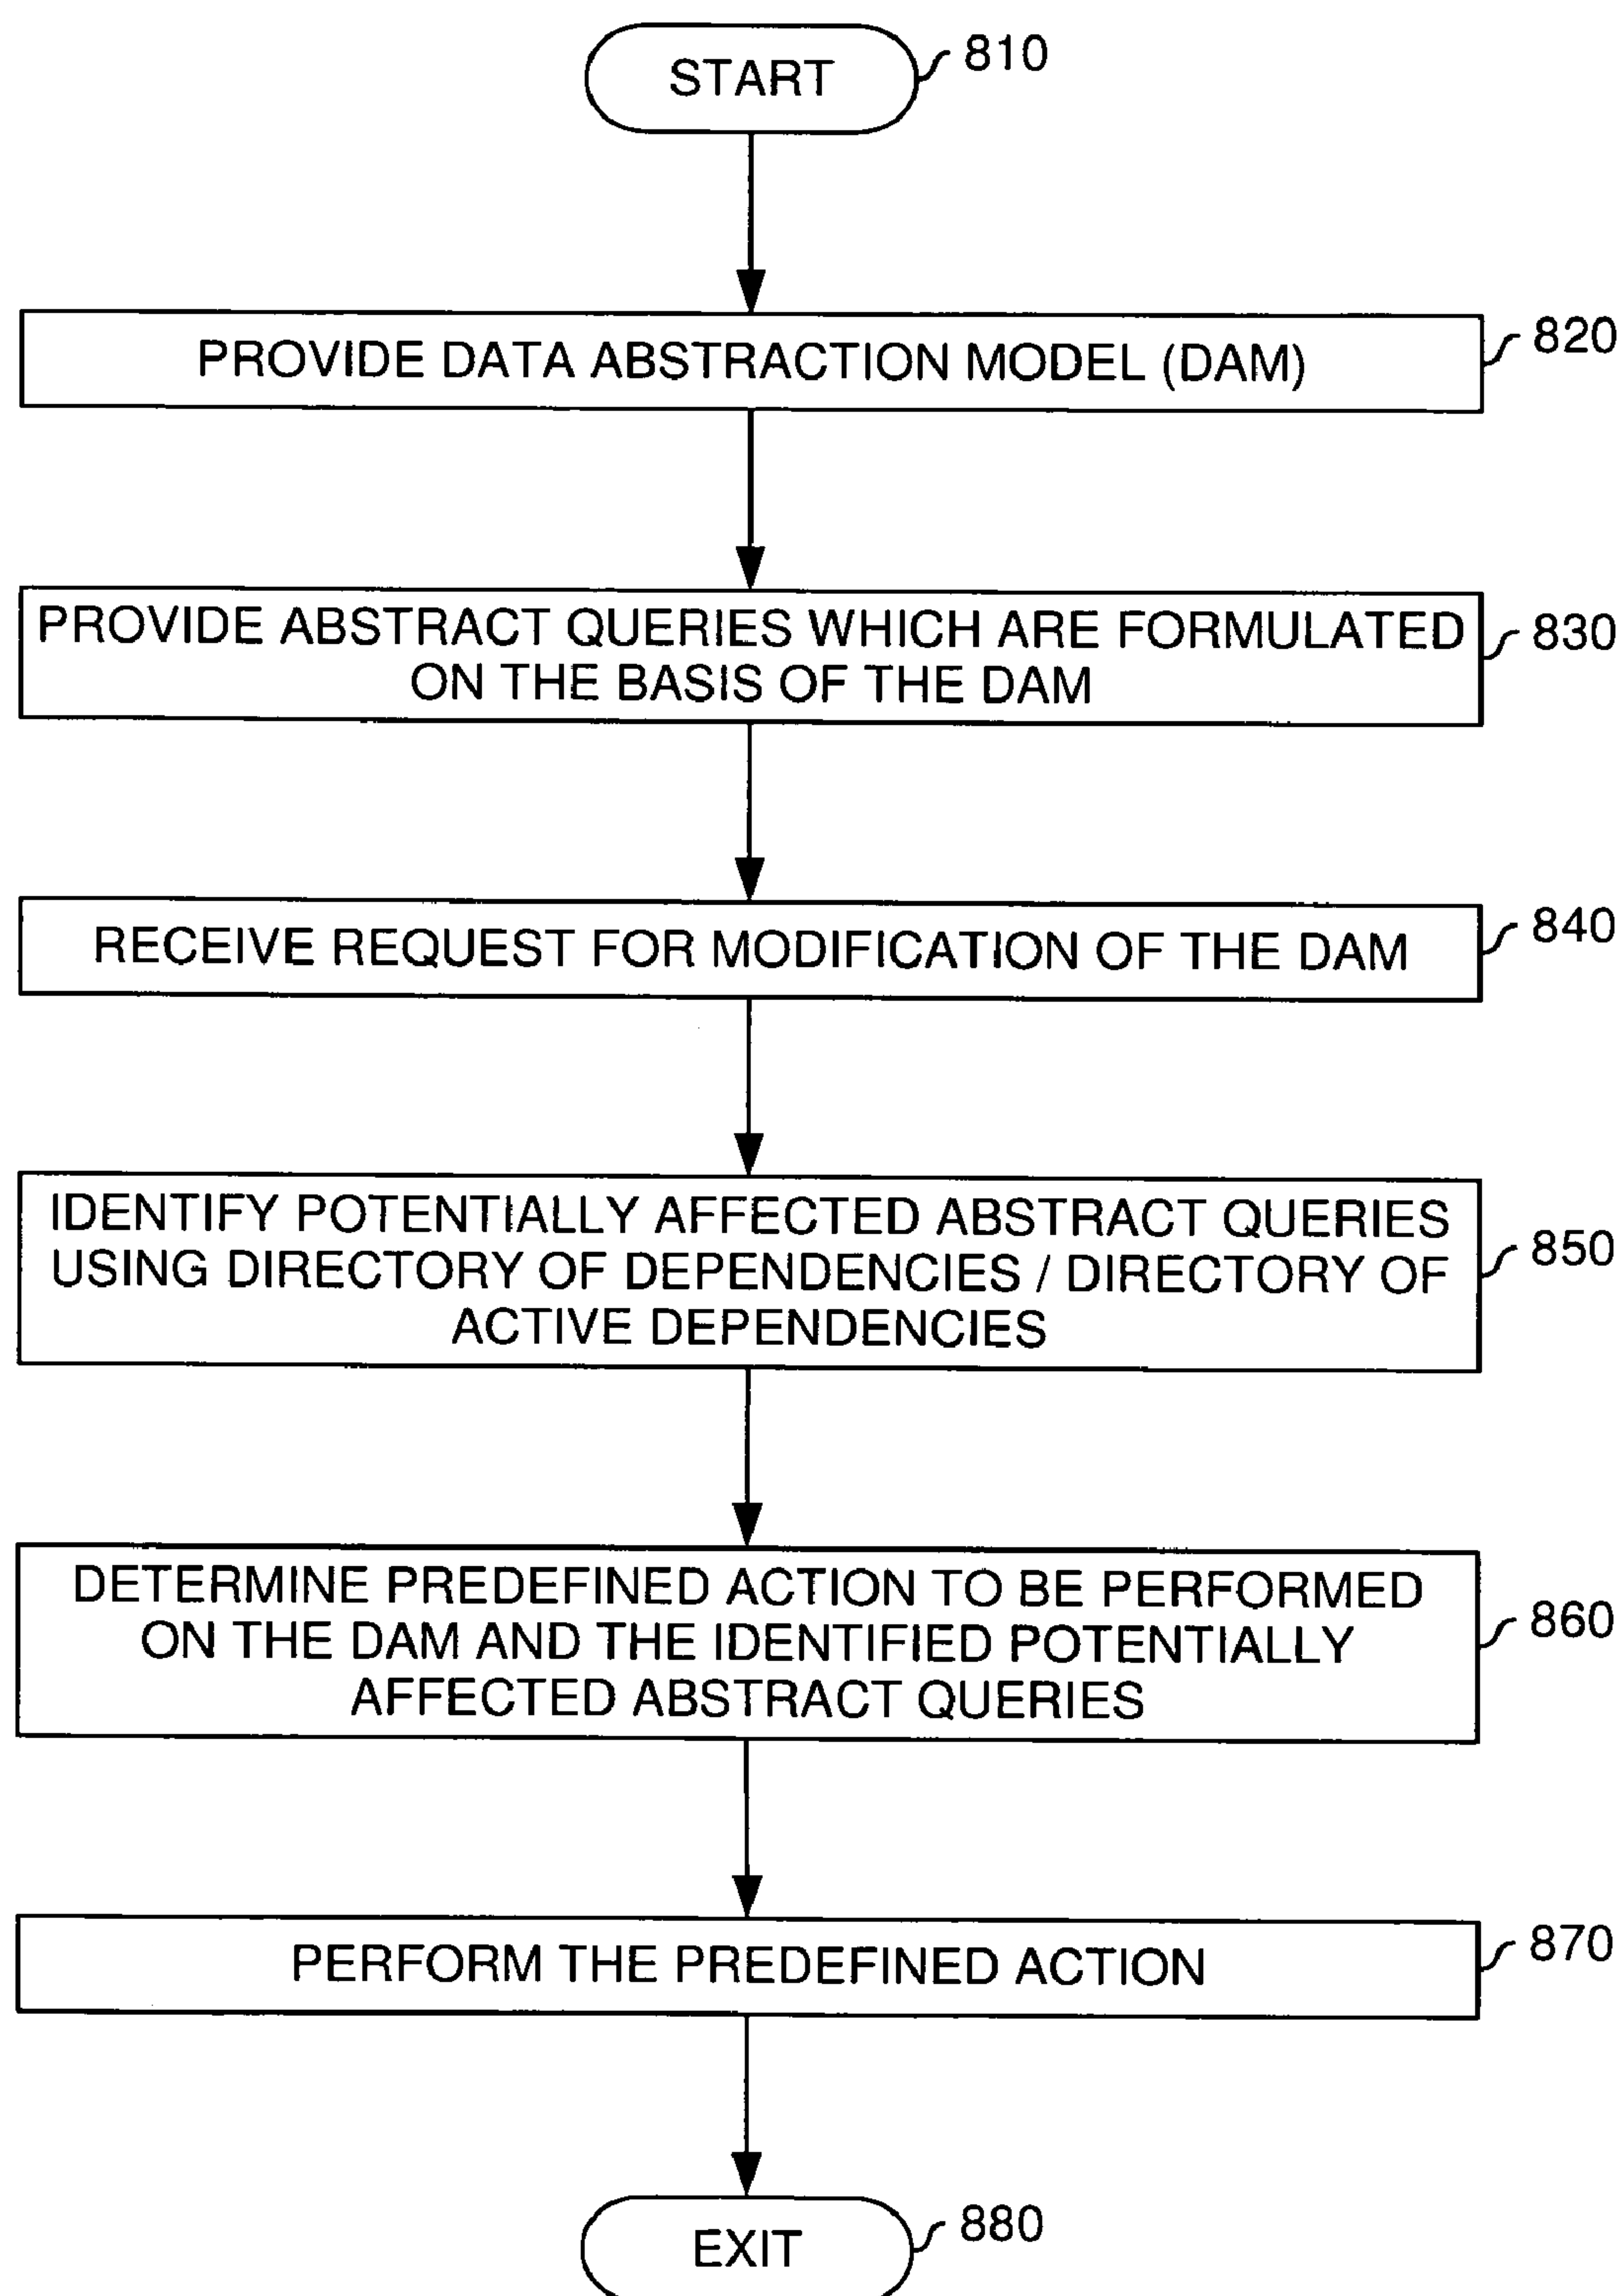 START
810
PROVIDE DATA ABSTRACTION MODEL (DAM)
820
PROVIDE ABSTRACT QUERIES WHICH ARE FORMULATED
ON THE BASIS OF THE DAM
830
RECEIVE REQUEST FOR MODIFICATION OF THE DAM
840
IDENTIFY POTENTIALLY AFFECTED ABSTRACT QUERIES
USING DIRECTORY OF DEPENDENCIES / DIRECTORY OF
ACTIVE DEPENDENCIES
850
DETERMINE PREDEFINED ACTION TO BE PERFORMED
ON THE DAM AND THE IDENTIFIED POTENTIALLY
AFFECTED ABSTRACT QUERIES
860
PERFORM THE PREDEFINED ACTION
870
EXIT
880